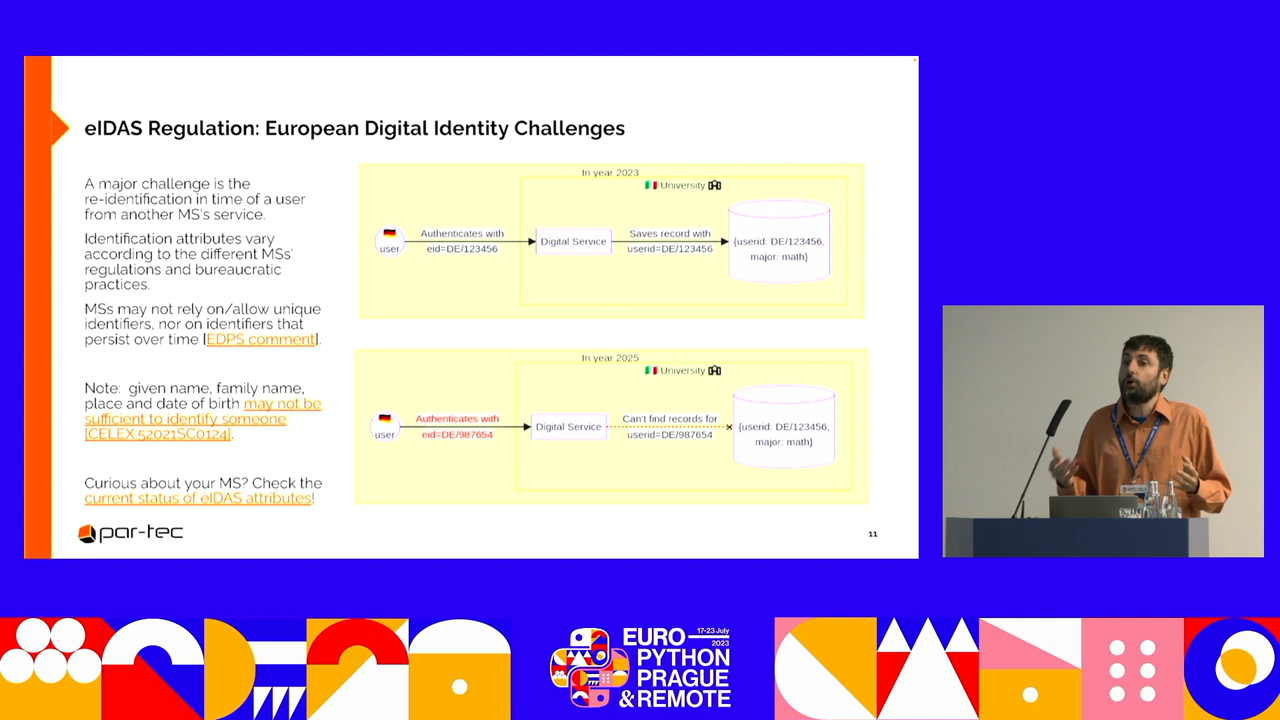 eIDAS Regulation: European Digital Identity Challenges
A major challenge is the
re-identification in time of a user
from another MS's service.
Identification attributes vary
according to the different MSs'
regulations and bureaucratic
practices.
MSs may not rely on/allow unique
identifiers, nor on identifiers that
persist over time [EDPS comment].
Note: given name, family name,
place and date of birth may not be
sufficient to identify someone
[CELEX:52021SC0124].
Curious about your MS? Check the
current status of eIDAS attributes!
In year 2023
University
user
Authenticates with
eid=DE/123456
Digital Service
Saves record with
userid=DE/123456
{userid: DE/123456,
major: math}
In year 2025
University
user
Authenticates with
eid=DE/987654
Digital Service
Can't find records for
userid=DE/987654
{userid: DE/123456,
major: math}
par-tec
11
EURO
17-23 July
2023
PYTHON
PRAGUE
& REMOTE